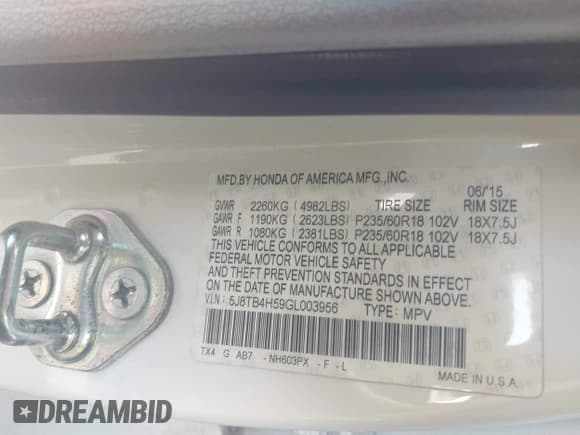 MFD.BY HONDA OF AMERICA MFG.,INC.
06/'15
GVWR 2260KG ( 4982LBS) TIRE SIZE RIM SIZE
GAWR F 1190KG ( 2623LBS) P235/60R18 102V 18X7.5J
GAWR R 1080KG ( 2381LBS) P235/60R18 102V 18X7.5J
THIS VEHICLE CONFORMS TO ALL APPLICABLE
FEDERAL MOTOR VEHICLE SAFETY
AND THEFT PREVENTION STANDARDS IN EFFECT
ON THE DATE OF MANUFACTURE SHOWN ABOVE.
V.I.N: 5J8TB4H59GL003956 TYPE: MPV
TX4 G AB7 - NH603PX - F - L
MADE IN U.S.A.
DREAMBID